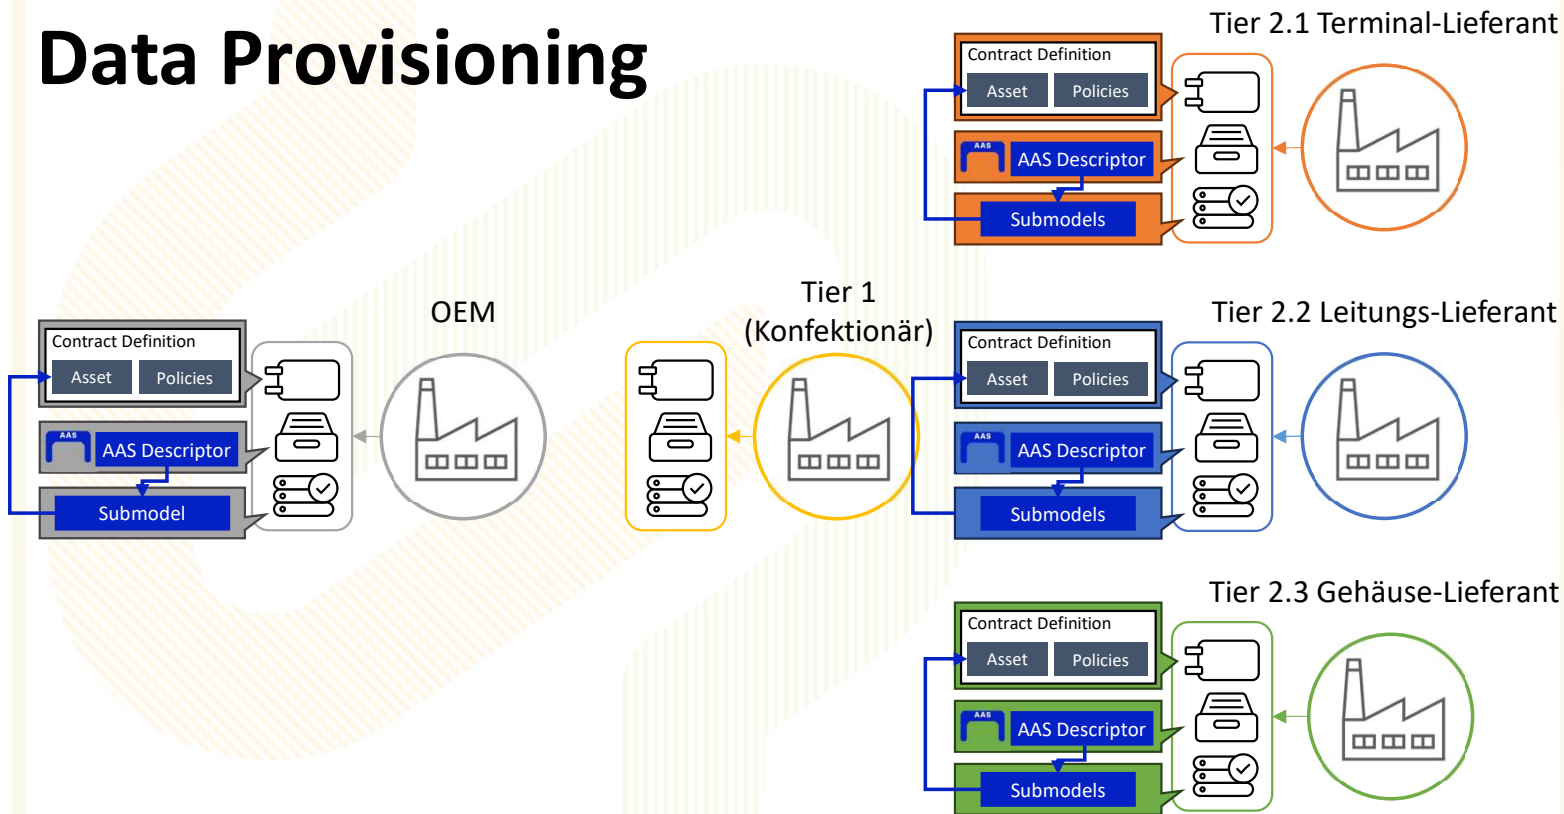 Data Provisioning
Tier 2.1 Terminal-Lieferant
Contract Definition
Asset
Policies
AAS
AAS Descriptor
Submodels
OEM
Contract Definition
Asset
Policies
AAS
AAS Descriptor
Submodel
Tier 1
(Konfektionär)
Tier 2.2 Leitungs-Lieferant
Contract Definition
Asset
Policies
AAS
AAS Descriptor
Submodels
Tier 2.3 Gehäuse-Lieferant
Contract Definition
Asset
Policies
AAS
AAS Descriptor
Submodels